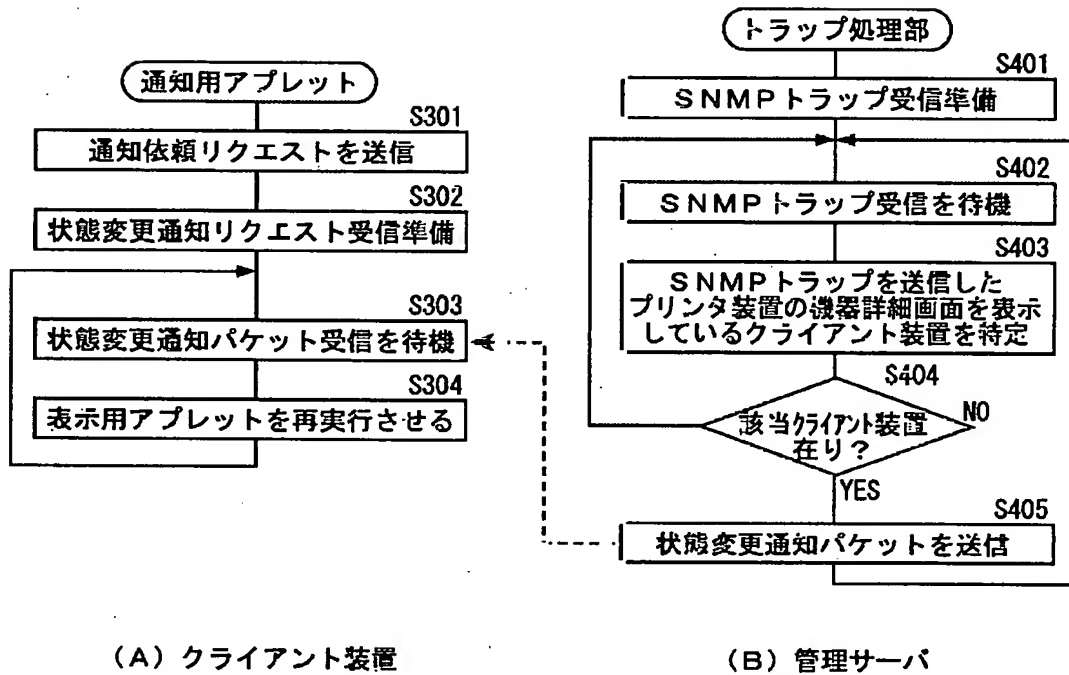 通知用アプレット
S301
通知依頼リクエストを送信
S302
状態変更通知リクエスト受信準備
S303
状態変更通知パケット受信を待機
S304
表示用アプレットを再実行させる
(A) クライアント装置
トラップ処理部
S401
SNMPトラップ受信準備
S402
SNMPトラップ受信を待機
S403
SNMPトラップを送信した
プリンタ装置の機器詳細画面を表示
しているクライアント装置を特定
S404
該当クライアント装置
在り?
NO
YES
S405
状態変更通知パケットを送信
(B) 管理サーバ